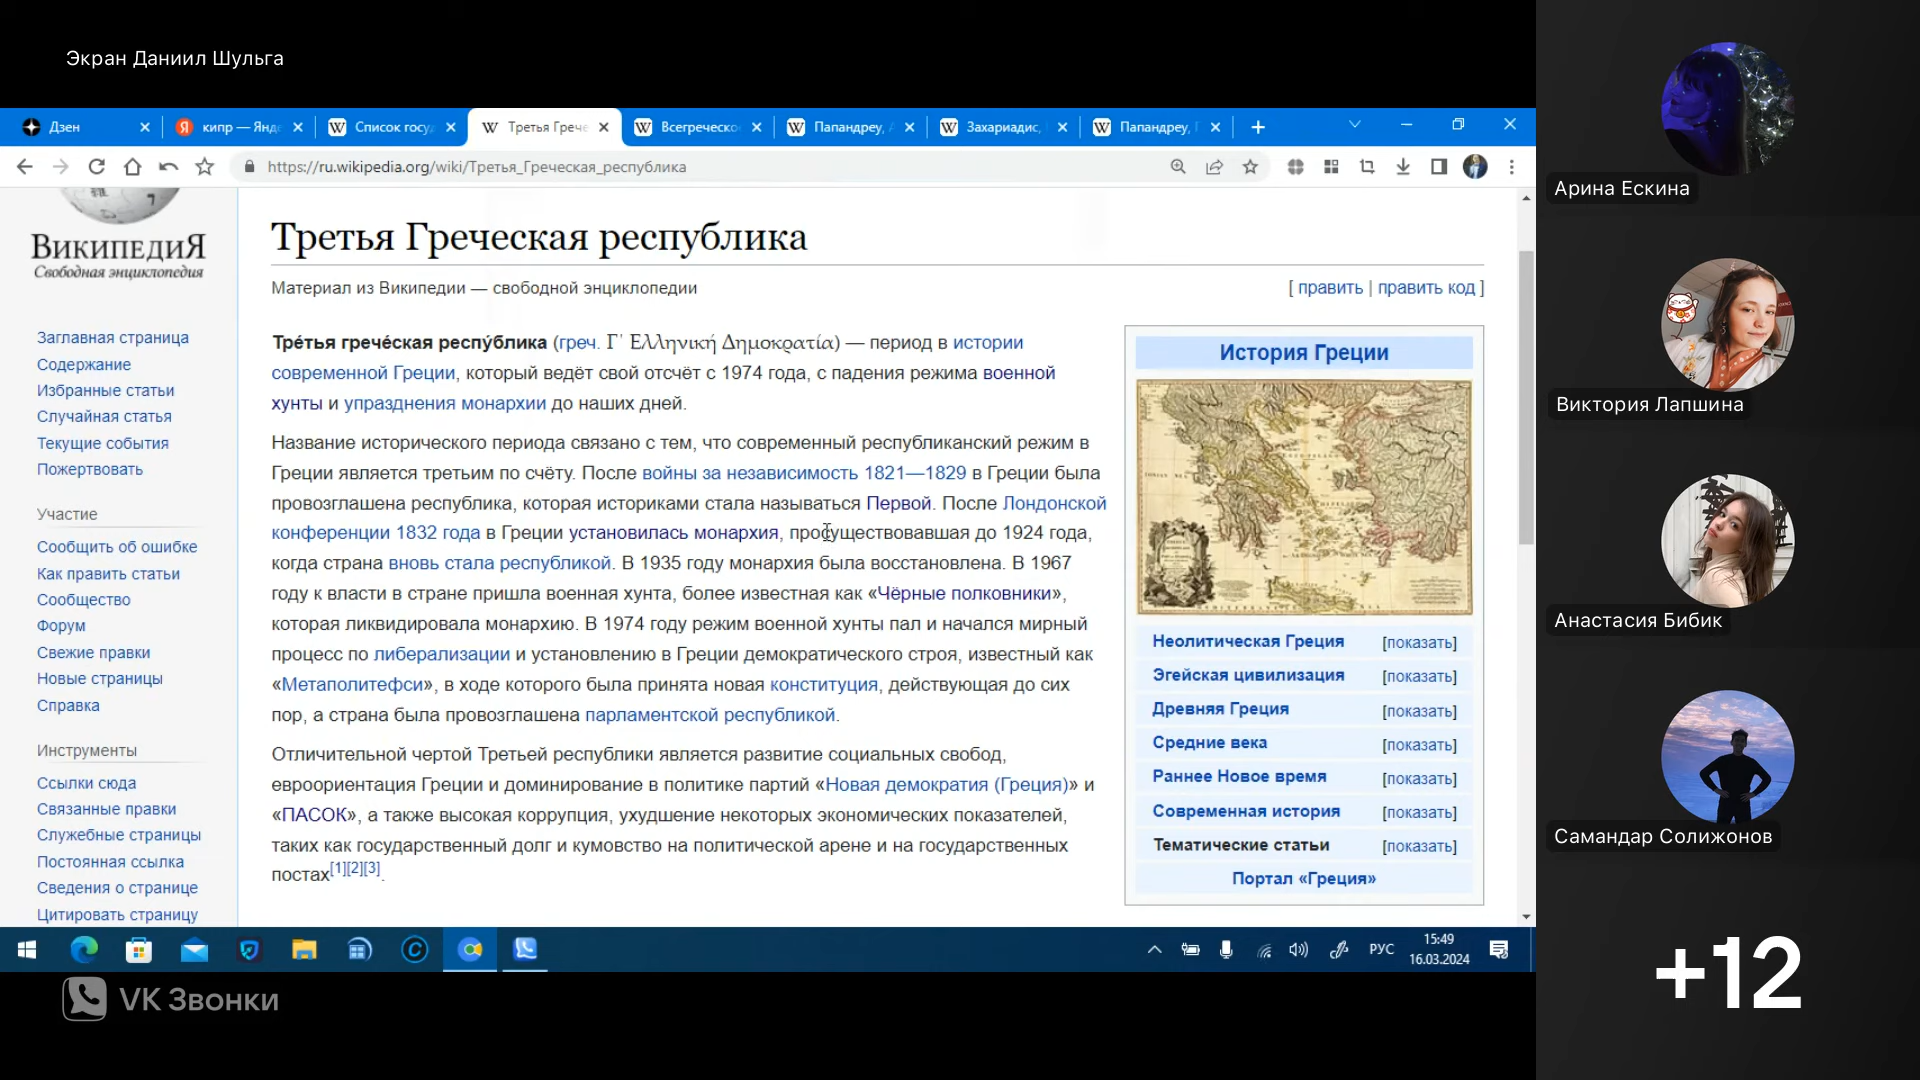 Экран Даниил Шульга
Дзен
кипр — Янде
Список госу
Третья Грече
Всегреческо
Папандреу,
Захариадис,
Папандреу, Г
https://ru.wikipedia.org/wiki/Третья_Греческая_республика
ВИКИПЕДИЯ
Свободная энциклопедия
Заглавная страница
Содержание
Избранные статьи
Случайная статья
Текущие события
Пожертвовать
Участие
Сообщить об ошибке
Как править статьи
Сообщество
Форум
Свежие правки
Новые страницы
Справка
Инструменты
Ссылки сюда
Связанные правки
Служебные страницы
Постоянная ссылка
Сведения о странице
Цитировать страницу
Третья Греческая республика
Материал из Википедии — свободной энциклопедии
[ править | править код ]
Тре́тья гре́че́ская респу́блика (греч. Γ΄ Ελληνική Δημοκρατία) — период в истории
современной Греции, который ведёт свой отсчёт с 1974 года, с падения режима военной
хунты и упразднения монархии до наших дней.
Название исторического периода связано с тем, что современный республиканский режим в
Греции является третьим по счёту. После войны за независимость 1821—1829 в Греции была
провозглашена республика, которая историками стала называться Первой. После Лондонской
конференции 1832 года в Греции установилась монархия, просуществовавшая до 1924 года,
когда страна вновь стала республикой. В 1935 году монархия была восстановлена. В 1967
году к власти в стране пришла военная хунта, более известная как «Чёрные полковники»,
которая ликвидировала монархию. В 1974 году режим военной хунты пал и начался мирный
процесс по либерализации и установлению в Греции демократического строя, известный как
«Метаполитефси», в ходе которого была принята новая конституция, действующая до сих
пор, а страна была провозглашена парламентской республикой.
Отличительной чертой Третьей республики является развитие социальных свобод,
евроориентация Греции и доминирование в политике партий «Новая демократия (Греция)» и
«ПАСОК», а также высокая коррупция, ухудшение некоторых экономических показателей,
таких как государственный долг и кумовство на политической арене и на государственных
постах[1][2][3].
История Греции
Неолитическая Греция [показать]
Эгейская цивилизация [показать]
Древняя Греция [показать]
Средние века [показать]
Раннее Новое время [показать]
Современная история [показать]
Тематические статьи [показать]
Портал «Греция»
РУС
15:49
16.03.2024
VK Звонки
Арина Ескина
Виктория Лапшина
Анастасия Бибик
Самандар Солижонов
+12